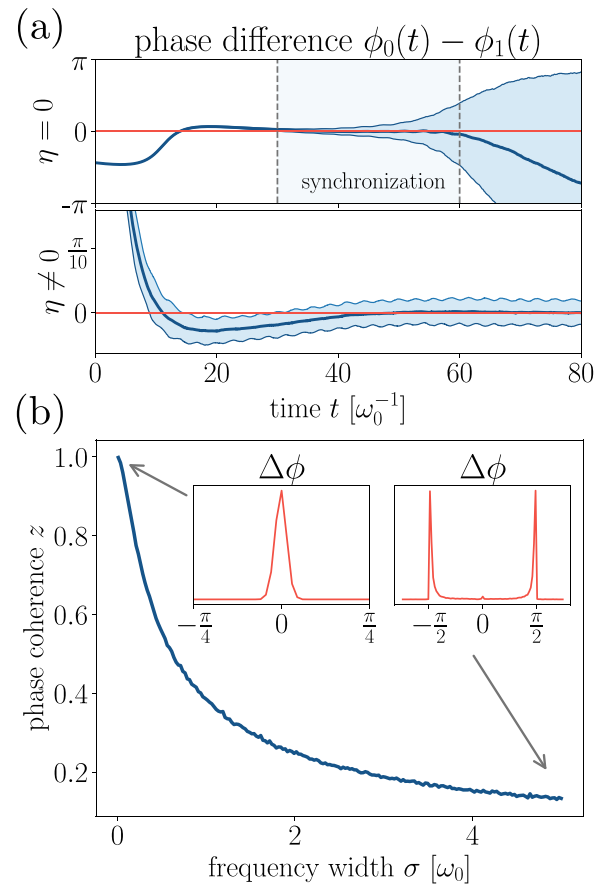 (a)
phase difference ϕ₀(t) − ϕ₁(t)
η = 0
π
0
-π
synchronization
η ≠ 0
π/10
0
0 20 40 60 80
time t [ω₀⁻¹]
(b)
phase coherence z
1.0
0.8
0.6
0.4
0.2
Δϕ
−π/4 0 π/4
Δϕ
−π/2 0 π/2
0 2 4
frequency width σ [ω₀]